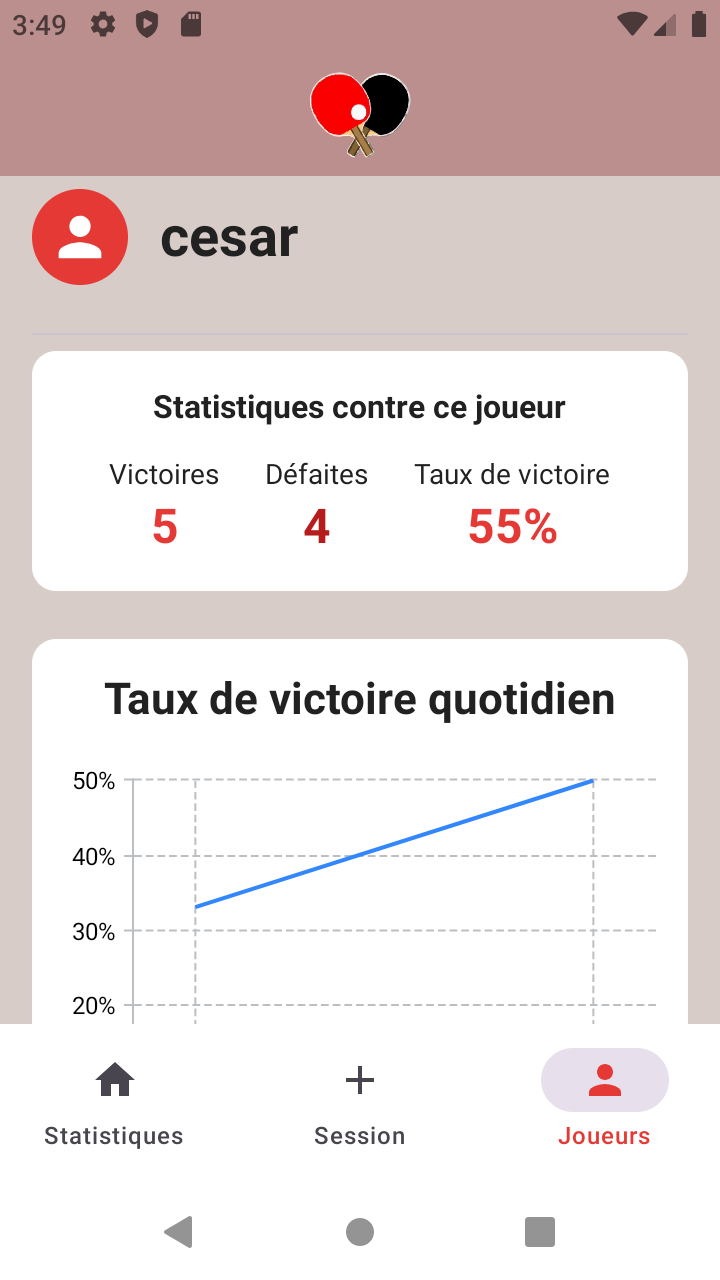 3:49
cesar
Statistiques contre ce joueur
Victoires Défaites Taux de victoire
5 4 55%
Taux de victoire quotidien
50%
40%
30%
20%
Statistiques Session Joueurs